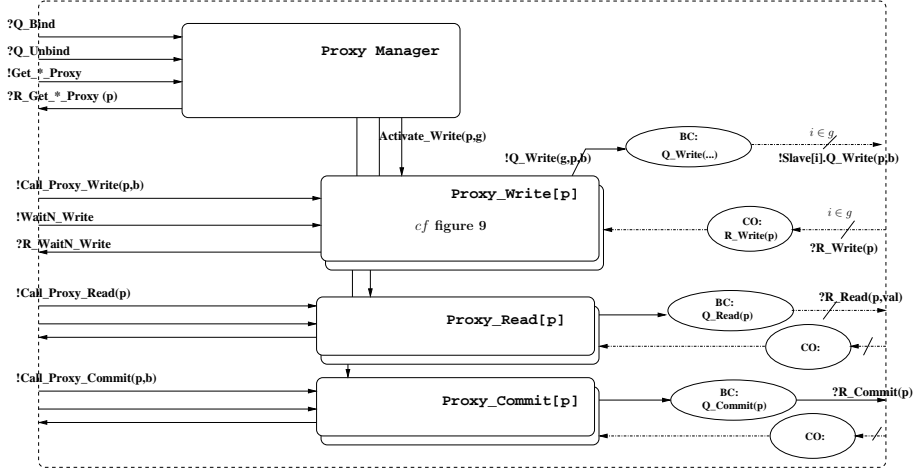 ?Q_Bind
?Q_Unbind
!Get_*_Proxy
?R_Get_*_Proxy (p)
Proxy Manager
Activate_Write(p,g)
!Q_Write(g,p,b)
BC:
Q_Write(...)
i ∈ g
!Slave[i].Q_Write(p,b)
!Call_Proxy_Write(p,b)
!WaitN_Write
?R_WaitN_Write
Proxy_Write[p]
cf figure 9
CO:
R_Write(p)
i ∈ g
?R_Write(p)
!Call_Proxy_Read(p)
Proxy_Read[p]
BC:
Q_Read(p)
?R_Read(p,val)
CO:
!Call_Proxy_Commit(p,b)
Proxy_Commit[p]
BC:
Q_Commit(p)
?R_Commit(p)
CO: